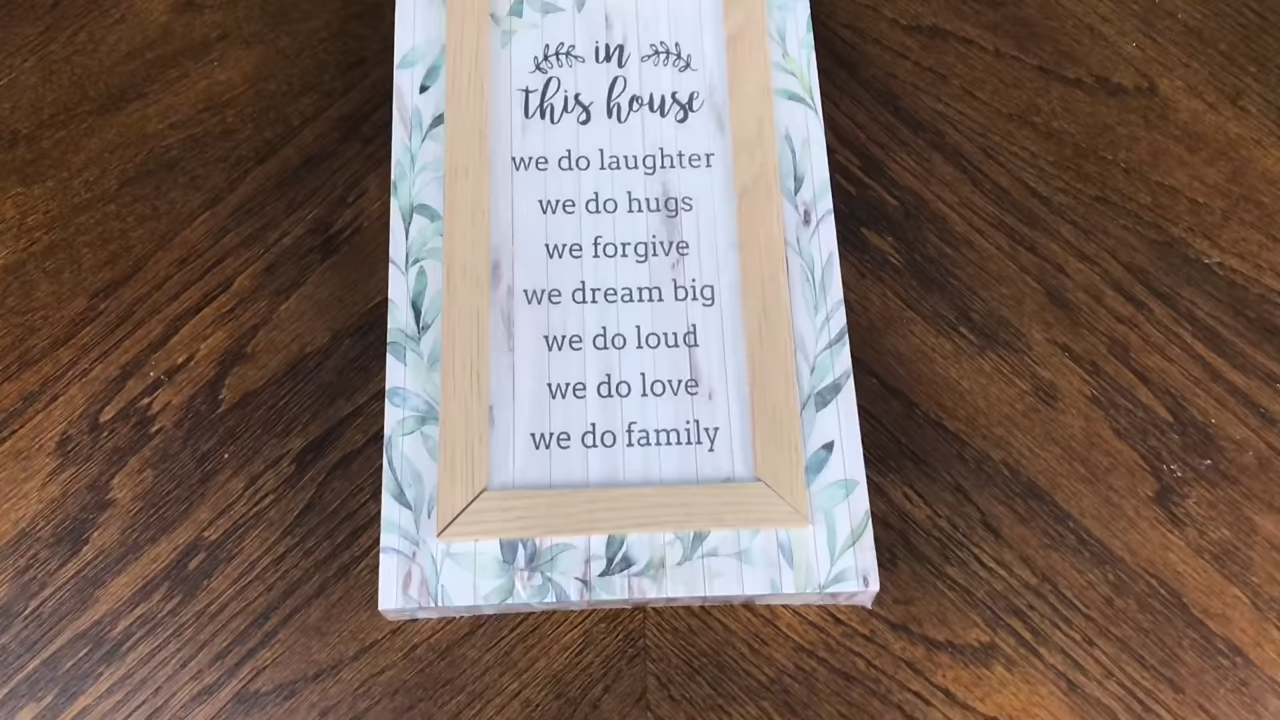 in
this house
we do laughter
we do hugs
we forgive
we dream big
we do loud
we do love
we do family